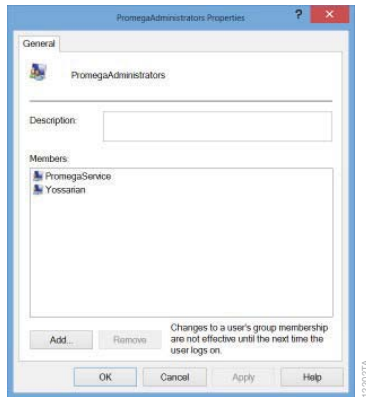 PromegaAdministrators Properties
?
General
PromegaAdministrators
Description:
Members:
PromegaService
Yossarian
Changes to a user's group membership
are not effective until the next time the
user logs on.
Add...
Remove
OK
Cancel
Apply
Help